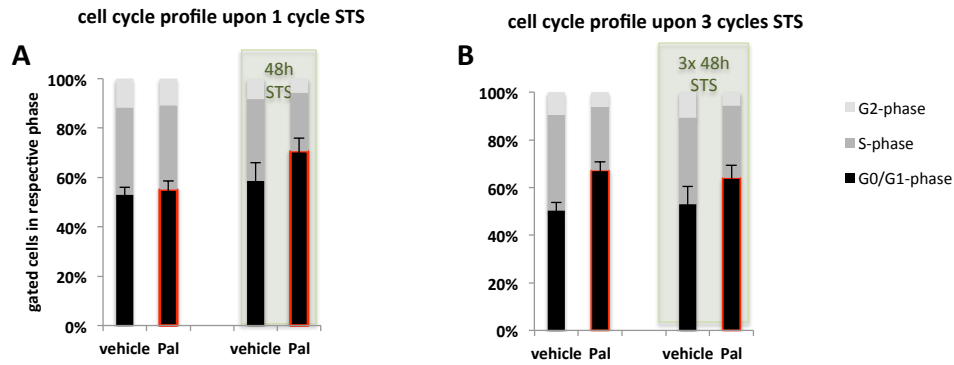 cell cycle profile upon 1 cycle STS
cell cycle profile upon 3 cycles STS
A
B
gated cells in respective phase
100%
80%
60%
40%
20%
0%
48h
STS
vehicle Pal
vehicle Pal
100%
80%
60%
40%
20%
0%
3x 48h
STS
vehicle Pal
vehicle Pal
G2-phase
S-phase
G0/G1-phase